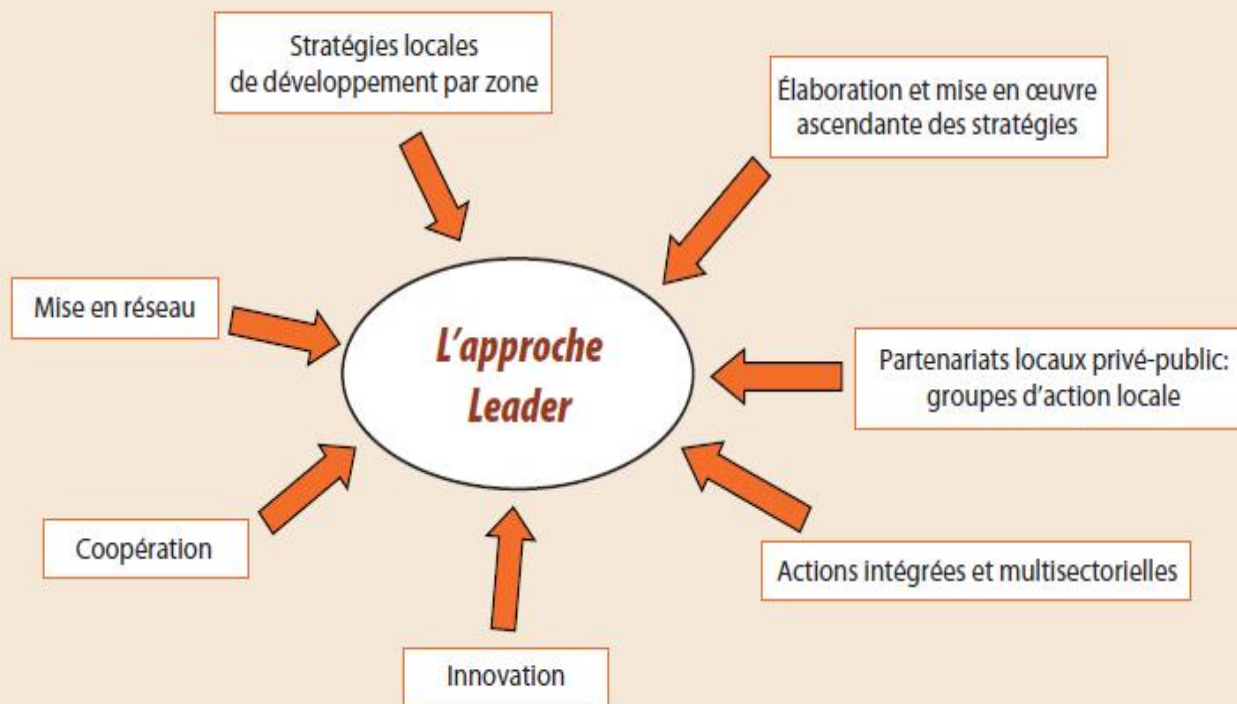 Stratégies locales
de développement par zone
Élaboration et mise en œuvre
ascendante des stratégies
Mise en réseau
L'approche
Leader
Partenariats locaux privé-public:
groupes d'action locale
Coopération
Actions intégrées et multisectorielles
Innovation